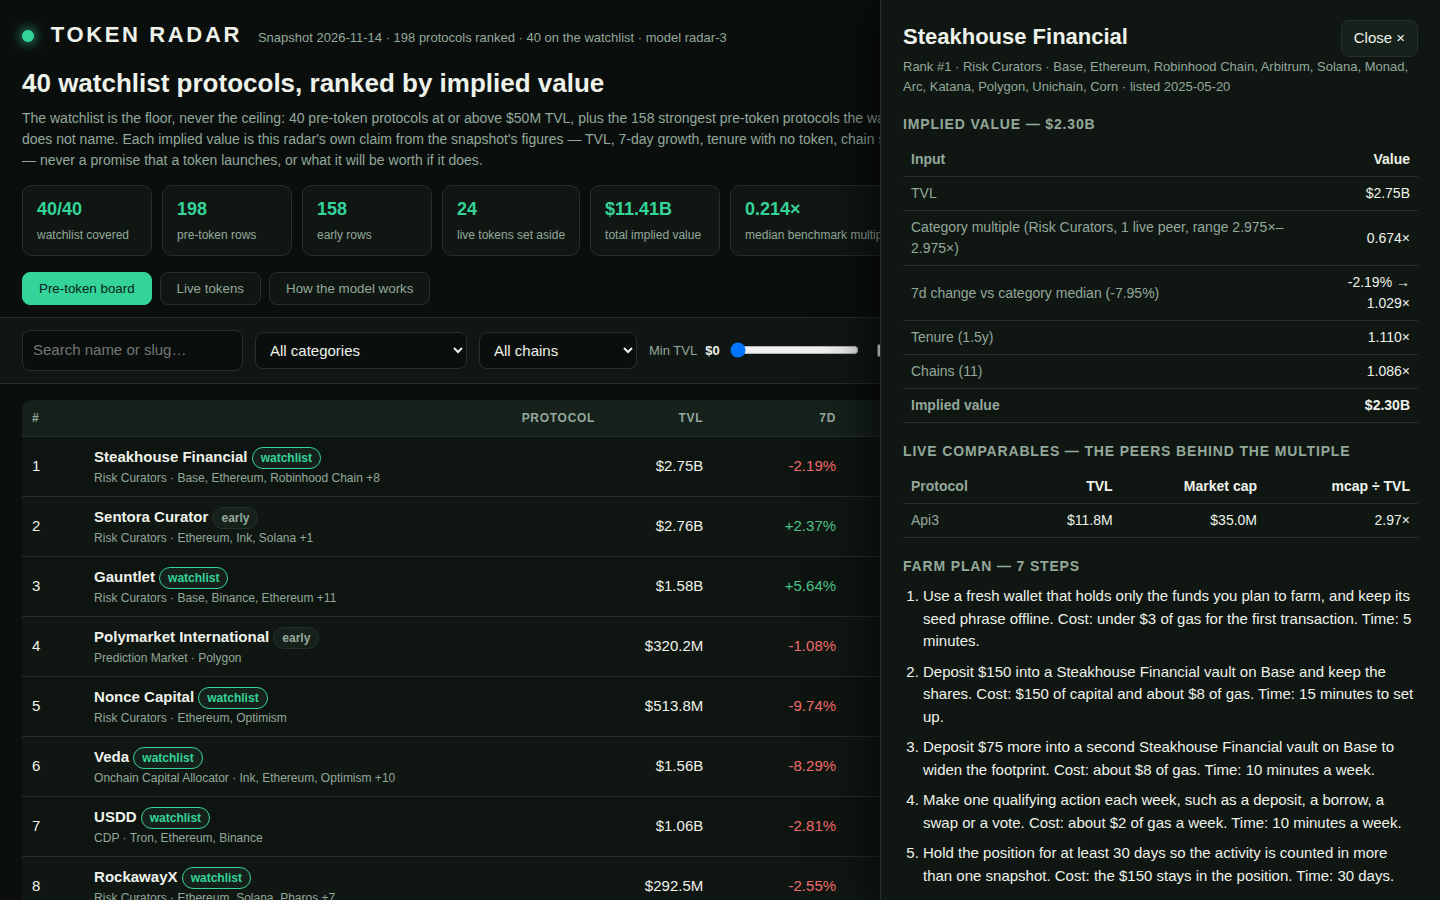 TOKEN RADAR
Snapshot 2026-11-14 · 198 protocols ranked · 40 on the watchlist · model radar-3
40 watchlist protocols, ranked by implied value
The watchlist is the floor, never the ceiling: 40 pre-token protocols at or above $50M TVL, plus the 158 strongest pre-token protocols the
does not name. Each implied value is this radar's own claim from the snapshot's figures — TVL, 7-day growth, tenure with no token, chain
— never a promise that a token launches, or what it will be worth if it does.
40/40
watchlist covered
198
pre-token rows
158
early rows
24
live tokens set aside
$11.41B
total implied value
0.214×
median benchmark
Pre-token board
Live tokens
How the model works
Search name or slug…
All categories
All chains
Min TVL $0
# PROTOCOL TVL 7D
1 Steakhouse Financial watchlist $2.75B -2.19%
Risk Curators · Base, Ethereum, Robinhood Chain +8
2 Sentora Curator early $2.76B +2.37%
Risk Curators · Ethereum, Ink, Solana +1
3 Gauntlet watchlist $1.58B +5.64%
Risk Curators · Base, Binance, Ethereum +11
4 Polymarket International early $320.2M -1.08%
Prediction Market · Polygon
5 Nonce Capital watchlist $513.8M -9.74%
Risk Curators · Ethereum, Optimism
6 Veda watchlist $1.56B -8.29%
Onchain Capital Allocator · Ink, Ethereum, Optimism +10
7 USDD watchlist $1.06B -2.81%
CDP · Tron, Ethereum, Binance
8 RockawayX watchlist $292.5M -2.55%
Risk Curators · Ethereum, Solana, Pharos +7
Steakhouse Financial
Close ×
Rank #1 · Risk Curators · Base, Ethereum, Robinhood Chain, Arbitrum, Solana, Monad,
Arc, Katana, Polygon, Unichain, Corn · listed 2025-05-20
IMPLIED VALUE — $2.30B
Input Value
TVL $2.75B
Category multiple (Risk Curators, 1 live peer, range 2.975×–
2.975×) 0.674×
7d change vs category median (-7.95%) -2.19% →
1.029×
Tenure (1.5y) 1.110×
Chains (11) 1.086×
Implied value $2.30B
LIVE COMPARABLES — THE PEERS BEHIND THE MULTIPLE
Protocol TVL Market cap mcap ÷ TVL
Api3 $11.8M $35.0M 2.97×
FARM PLAN — 7 STEPS
1. Use a fresh wallet that holds only the funds you plan to farm, and keep its
seed phrase offline. Cost: under $3 of gas for the first transaction. Time: 5
minutes.
2. Deposit $150 into a Steakhouse Financial vault on Base and keep the
shares. Cost: $150 of capital and about $8 of gas. Time: 15 minutes to set
up.
3. Deposit $75 more into a second Steakhouse Financial vault on Base to
widen the footprint. Cost: about $8 of gas. Time: 10 minutes a week.
4. Make one qualifying action each week, such as a deposit, a borrow, a
swap or a vote. Cost: about $2 of gas a week. Time: 10 minutes a week.
5. Hold the position for at least 30 days so the activity is counted in more
than one snapshot. Cost: the $150 stays in the position. Time: 30 days.